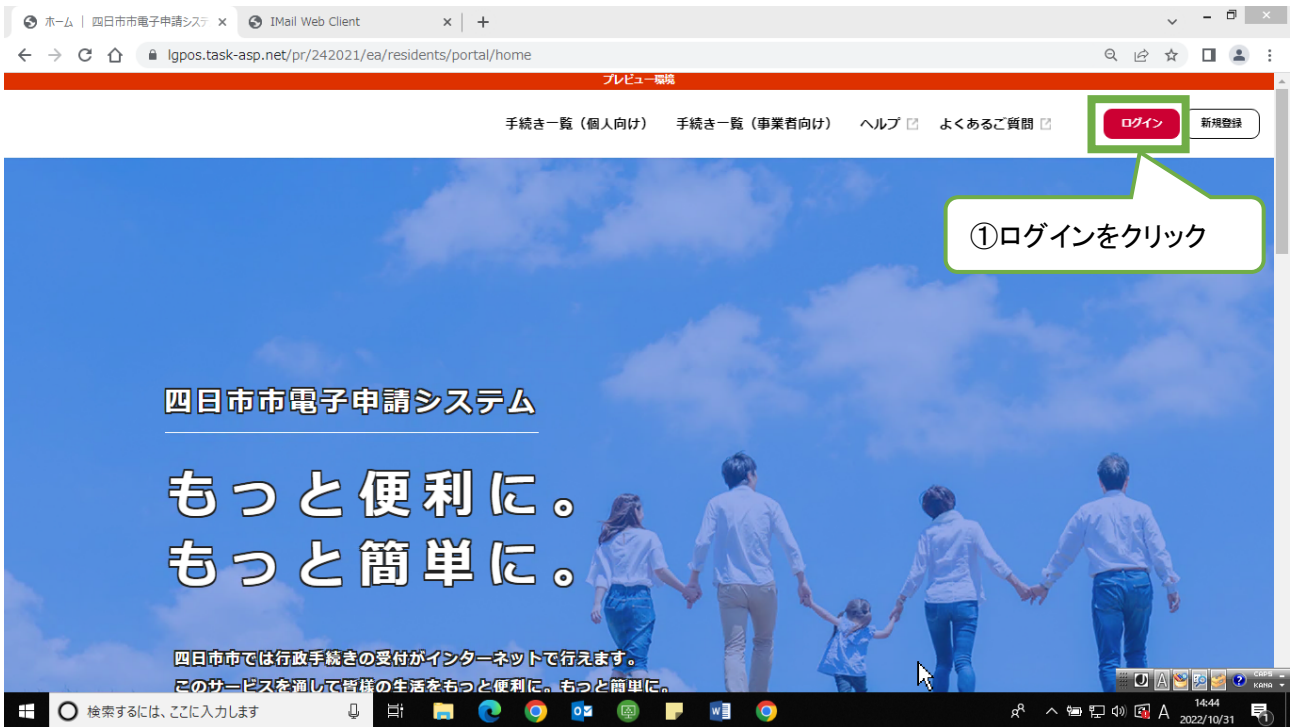 ホーム | 四日市市電子申請システ
IMail Web Client
lgpos.task-asp.net/pr/242021/ea/residents/portal/home
プレビュー環境
手続き一覧（個人向け） 手続き一覧（事業者向け） ヘルプ よくあるご質問 ログイン 新規登録
①ログインをクリック
四日市市電子申請システム
もっと便利に。
もっと簡単に。
四日市市では行政手続きの受付がインターネットで行えます。
このサービスを通して皆様の生活をもっと便利に。もっと簡単に。
A CAPS
KANA
検索するには、ここに入力します
A 14:44
2022/10/31